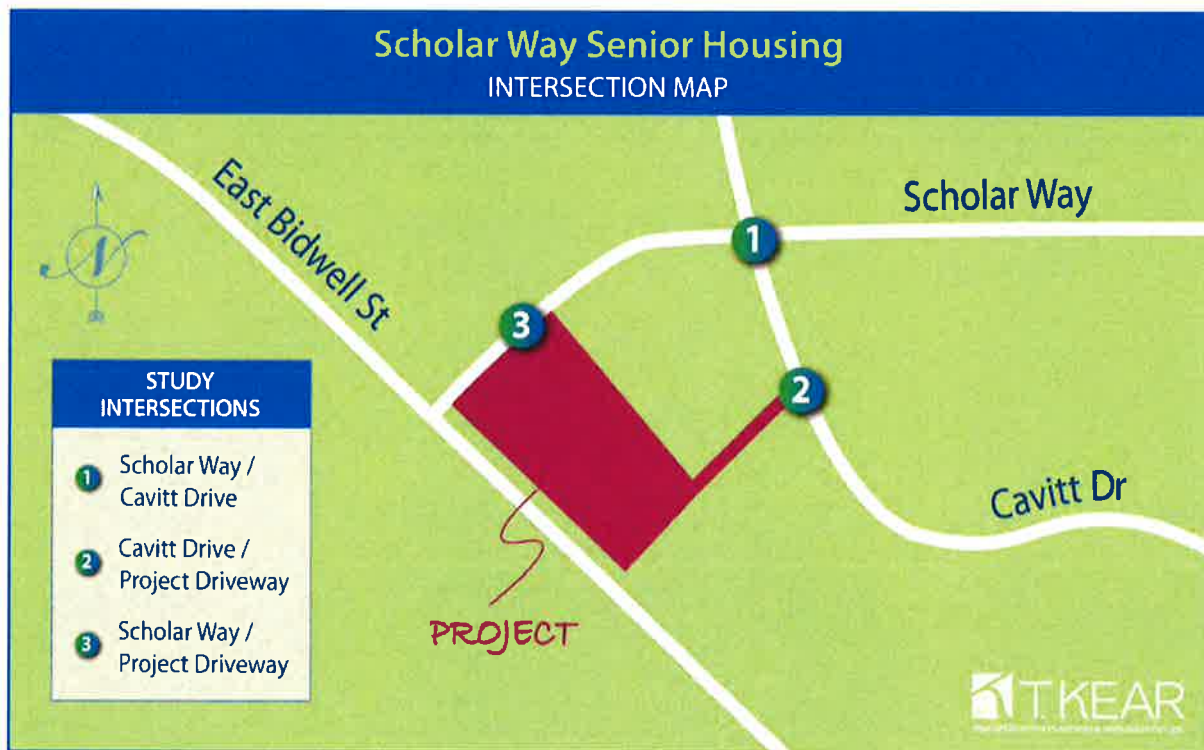 Scholar Way Senior Housing
INTERSECTION MAP
East Bidwell St
Scholar Way
1
3
2
N
STUDY
INTERSECTIONS
1 Scholar Way /
Cavitt Drive
2 Cavitt Drive /
Project Driveway
3 Scholar Way /
Project Driveway
Cavitt Dr
PROJECT
T.KEAR